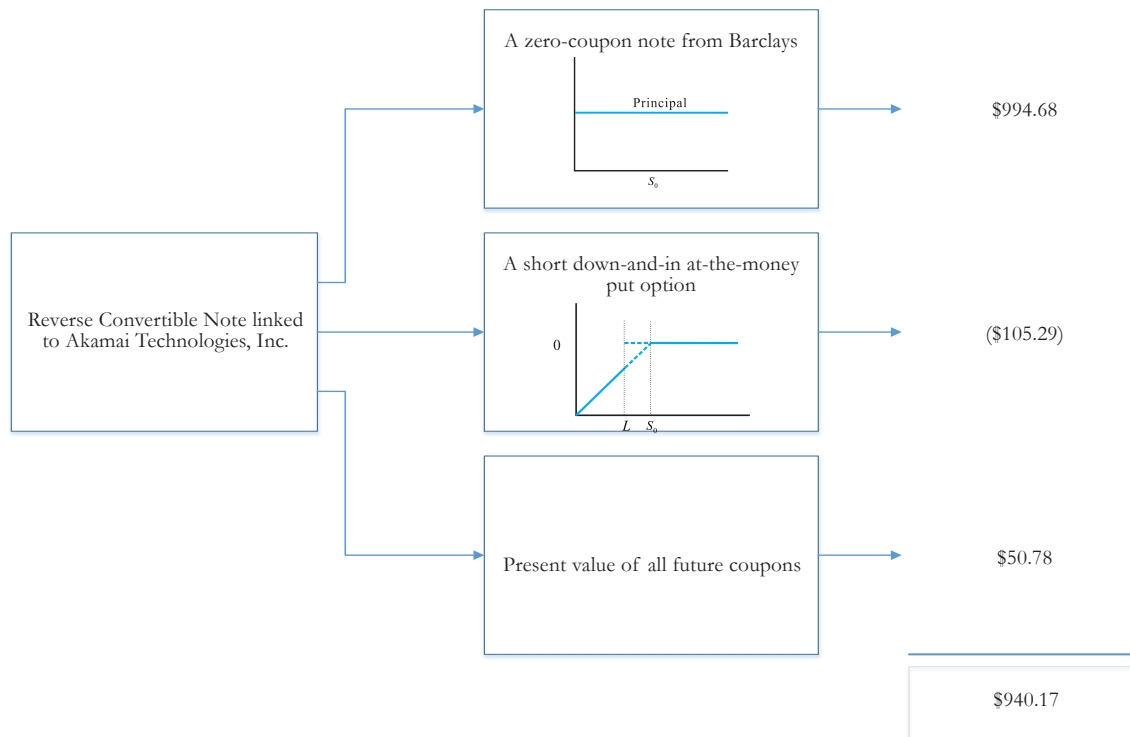 A zero-coupon note from Barclays
Principal
S₀
$994.68
Reverse Convertible Note linked
to Akamai Technologies, Inc.
A short down-and-in at-the-money
put option
0
L S₀
($105.29)
Present value of all future coupons
$50.78
$940.17